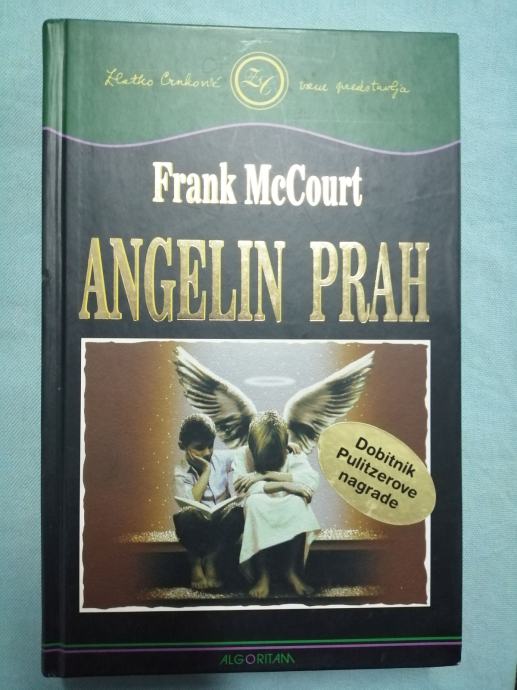 Zlatko Crnković
ZC
vam predstavlja
Frank McCourt
ANGELIN PRAH
Dobitnik
Pulitzerove
nagrade
ALGORITAM